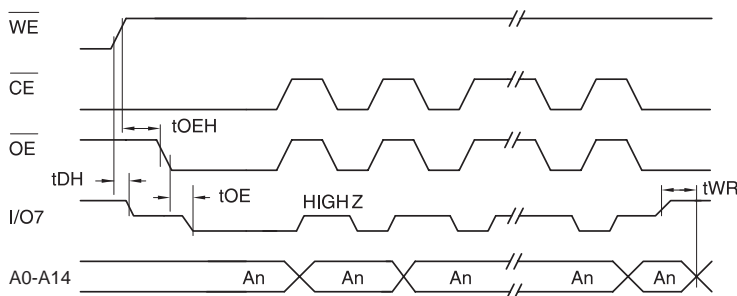 WE
CE
tOEH
OE
tDH
tOE
tWR
HIGH Z
I/O7
A0-A14 An An An An An